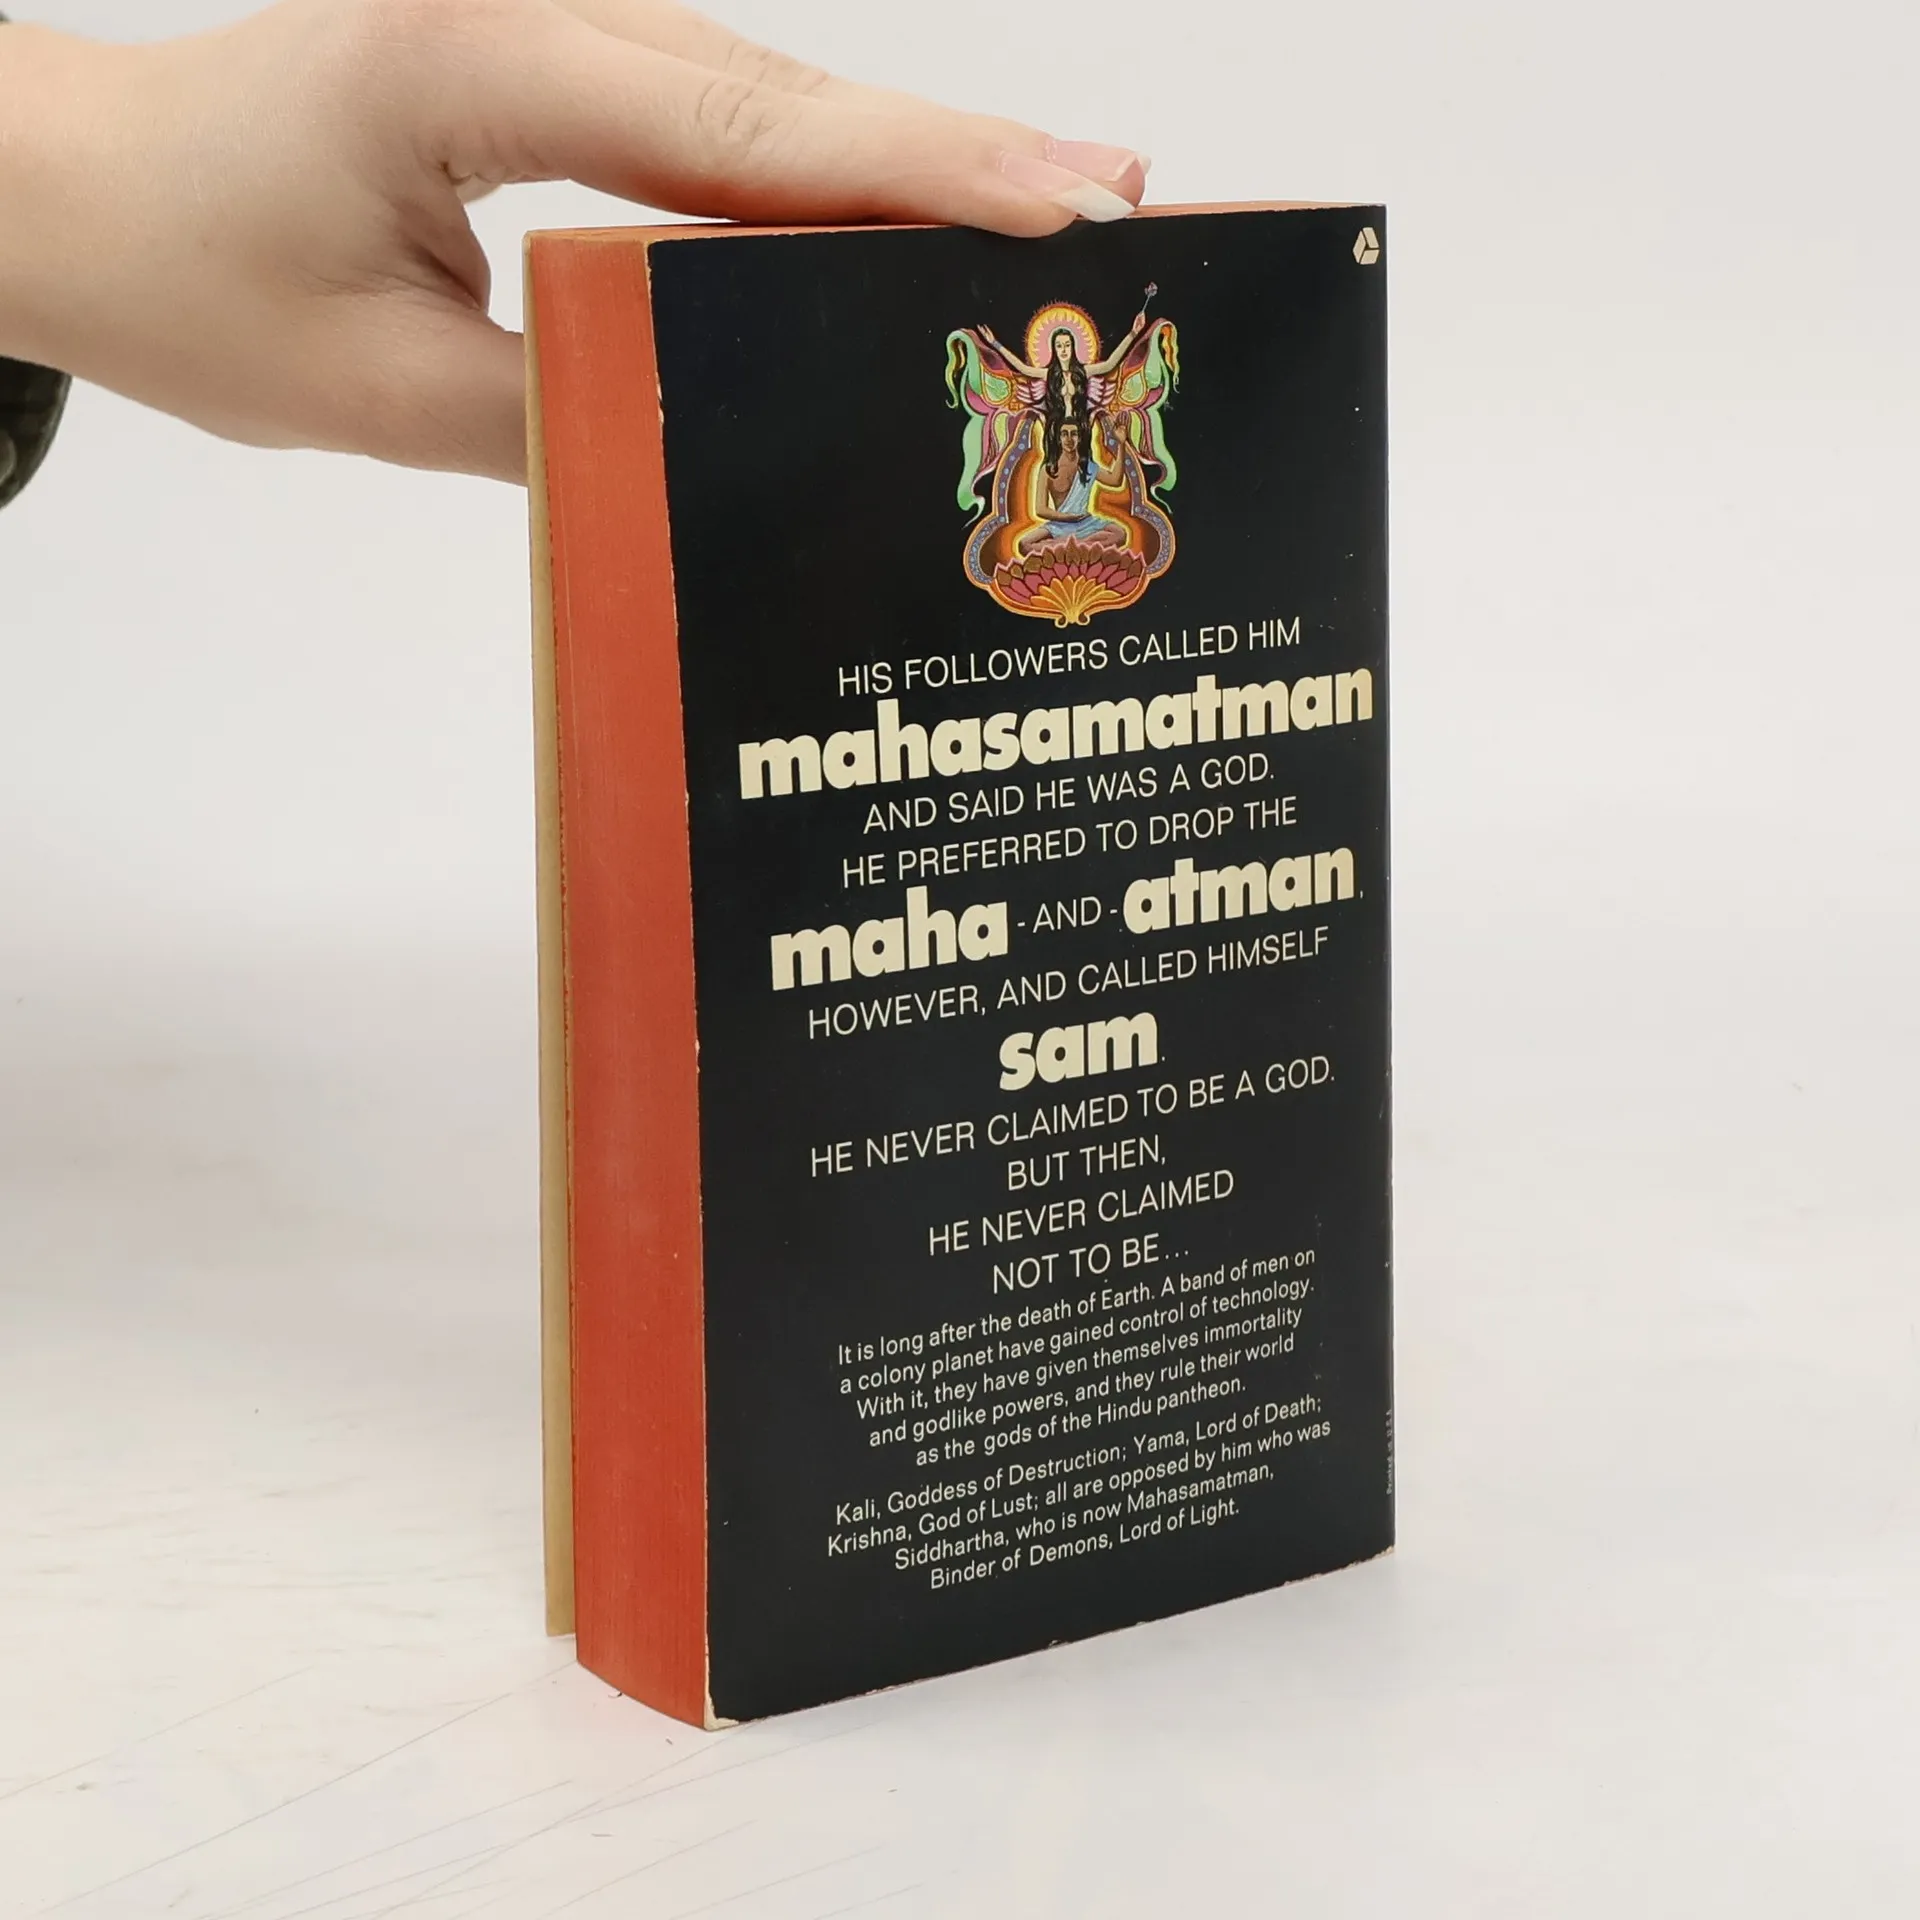 HIS FOLLOWERS CALLED HIM
mahasamatman
AND SAID HE WAS A GOD.
HE PREFERRED TO DROP THE
maha - AND - atman,
HOWEVER, AND CALLED HIMSELF
sam.
HE NEVER CLAIMED TO BE A GOD.
BUT THEN,
HE NEVER CLAIMED
NOT TO BE...
It is long after the death of Earth. A band of men on
a colony planet have gained control of technology.
With it, they have given themselves immortality
and godlike powers, and they rule their world
as the gods of the Hindu pantheon.
Kali, Goddess of Destruction; Yama, Lord of Death;
Krishna, God of Lust; all are opposed by him who was
Siddhartha, who is now Mahasamatman,
Binder of Demons, Lord of Light.
Printed in U.S.A.